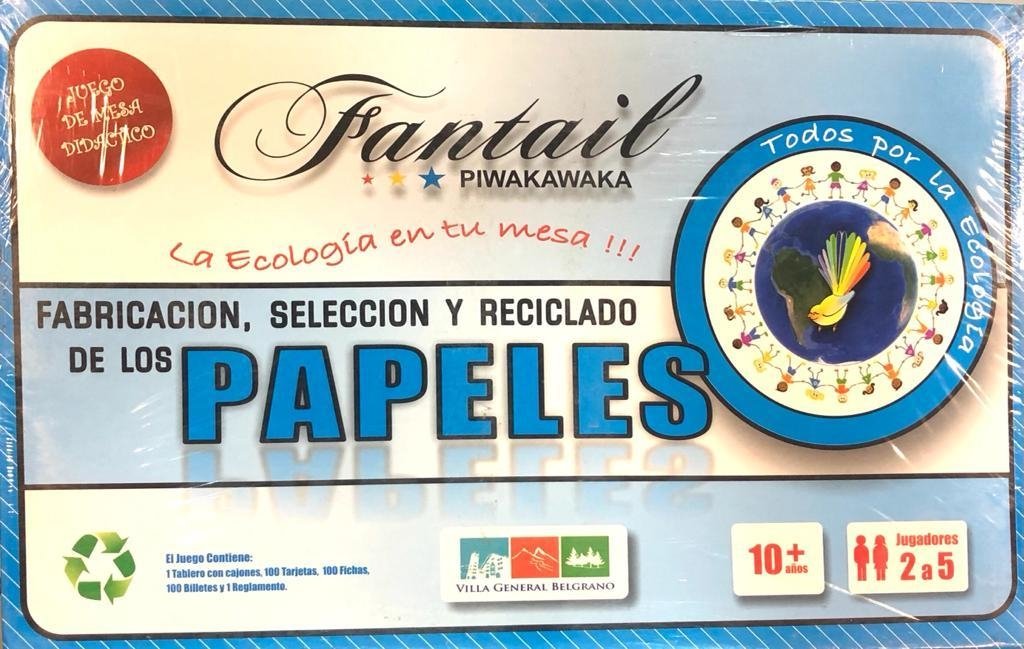 JUEGO
DE MESA
DIDACTICO
Fantail
PIWAKAWAKA
La Ecología en tu mesa !!!
Todos por la Ecología
FABRICACION, SELECCION Y RECICLADO
DE LOS PAPELES
El Juego Contiene:
1 Tablero con cajones, 100 Tarjetas, 100 Fichas,
100 Billetes y 1 Reglamento.
VILLA GENERAL BELGRANO
10+
años
Jugadores
2 a 5